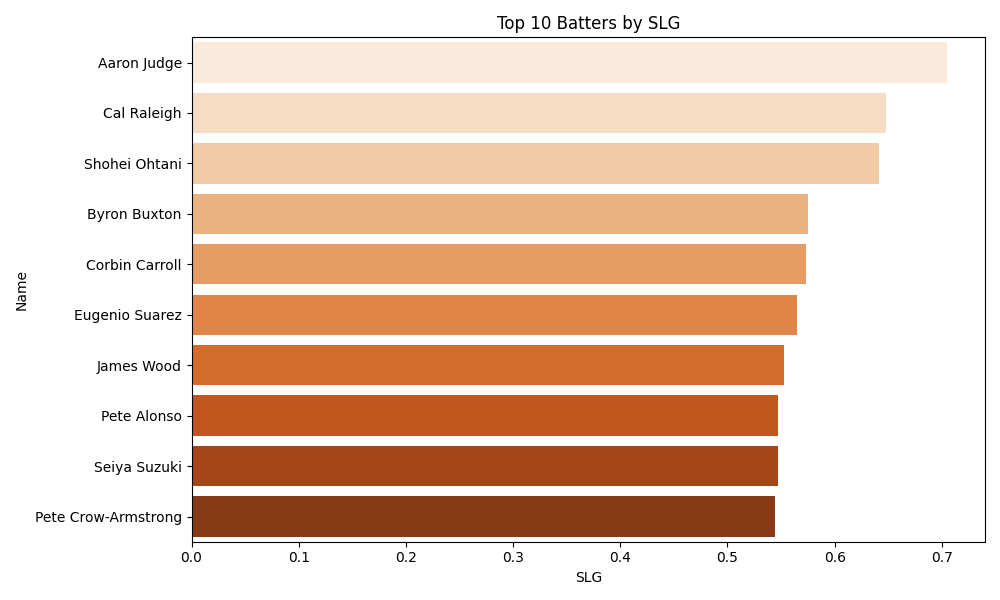 Top 10 Batters by SLG
Name
Aaron Judge
Cal Raleigh
Shohei Ohtani
Byron Buxton
Corbin Carroll
Eugenio Suarez
James Wood
Pete Alonso
Seiya Suzuki
Pete Crow-Armstrong
0.0 0.1 0.2 0.3 0.4 0.5 0.6 0.7
SLG